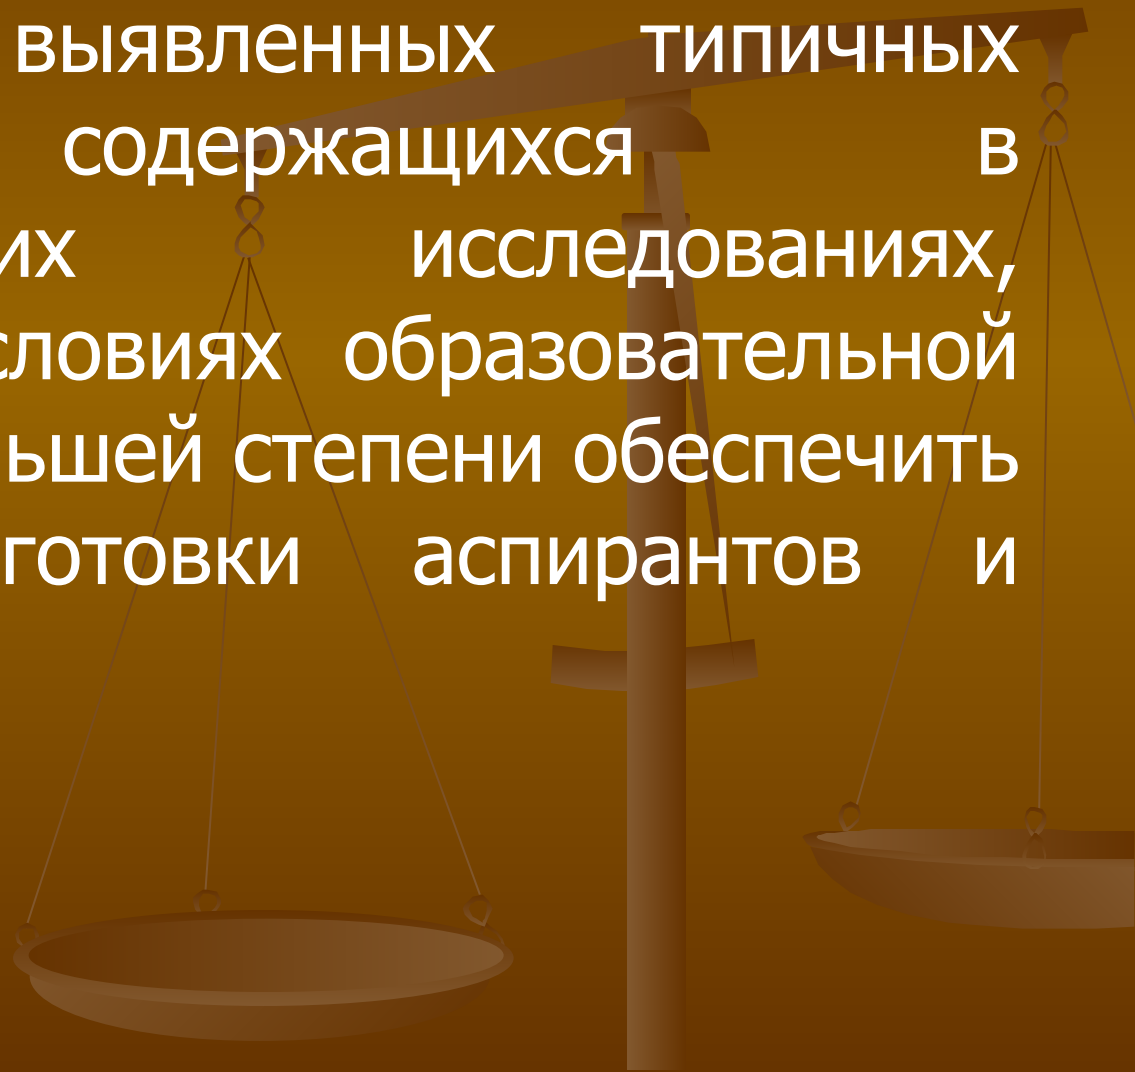 выявленных типичных
содержащихся в
их исследованиях,
словиях образовательной
ьшей степени обеспечить
готовки аспирантов и